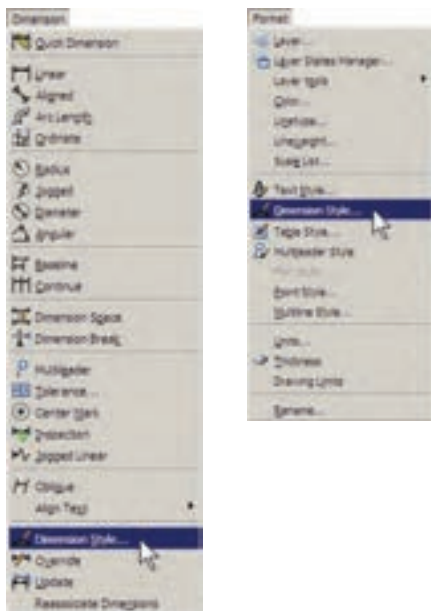 Dimension
Quick Dimension
Linear
Aligned
Arc Length
Ordinate
Radius
Jogged
Diameter
Angular
Baseline
Continue
Dimension Space
Dimension Break
Multileader
Tolerance...
Center Mark
Inspection
Jogged Linear
Oblique
Align Text
Dimension Style...
Override
Update
Reassociate Dimensions
Format
Layer...
Layer States Manager...
Layer tools
Color...
Linetype...
Lineweight...
Scale List...
Text Style...
Dimension Style...
Table Style...
Multileader Style
Point Style...
Multiline Style...
Units...
Thickness
Drawing Limits
Rename...